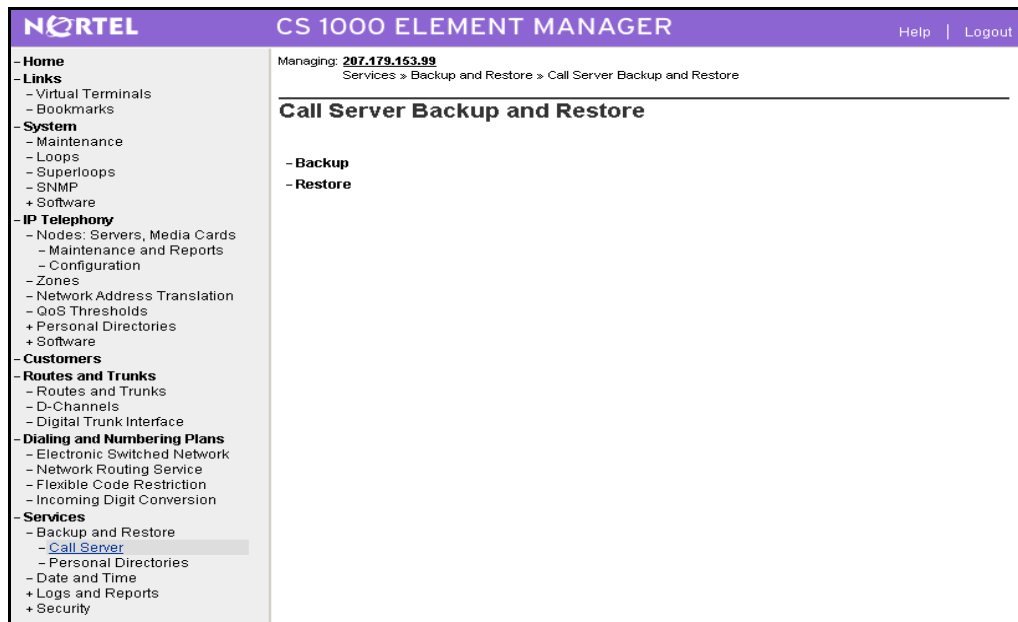 NORTEL
CS 1000 ELEMENT MANAGER
Help | Logout
Managing: 207.179.153.99
Services » Backup and Restore » Call Server Backup and Restore
Call Server Backup and Restore
– Backup
– Restore
– Home
– Links
– Virtual Terminals
– Bookmarks
– System
– Maintenance
– Loops
– Superloops
– SNMP
+ Software
– IP Telephony
– Nodes: Servers, Media Cards
– Maintenance and Reports
– Configuration
– Zones
– Network Address Translation
– QoS Thresholds
+ Personal Directories
+ Software
– Customers
– Routes and Trunks
– Routes and Trunks
– D-Channels
– Digital Trunk Interface
– Dialing and Numbering Plans
– Electronic Switched Network
– Network Routing Service
– Flexible Code Restriction
– Incoming Digit Conversion
– Services
– Backup and Restore
– Call Server
– Personal Directories
– Date and Time
+ Logs and Reports
+ Security